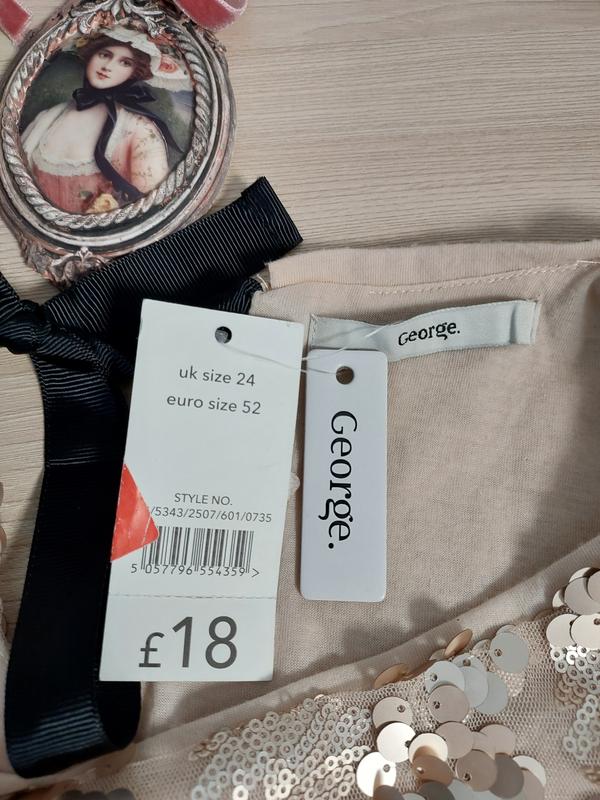 George.
uk size 24
euro size 52
George.
STYLE NO.
/5343/2507/601/0735
5 057796 554359 >
£18